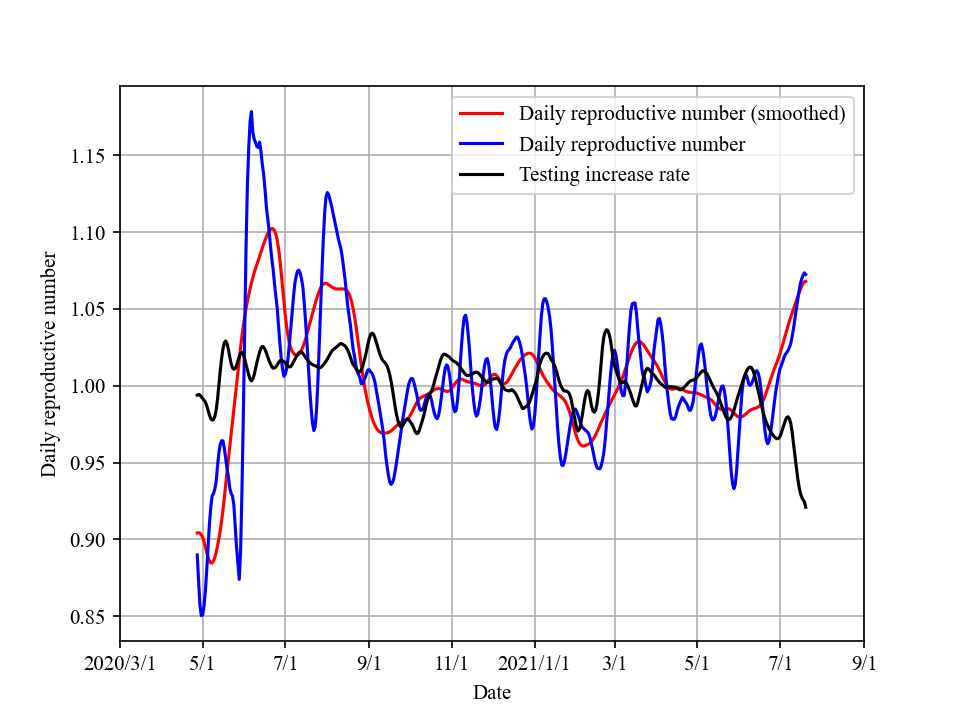 Daily reproductive number (smoothed)
Daily reproductive number
Testing increase rate
Daily reproductive number
1.15
1.10
1.05
1.00
0.95
0.90
0.85
2020/3/1 5/1 7/1 9/1 11/1 2021/1/1 3/1 5/1 7/1 9/1
Date